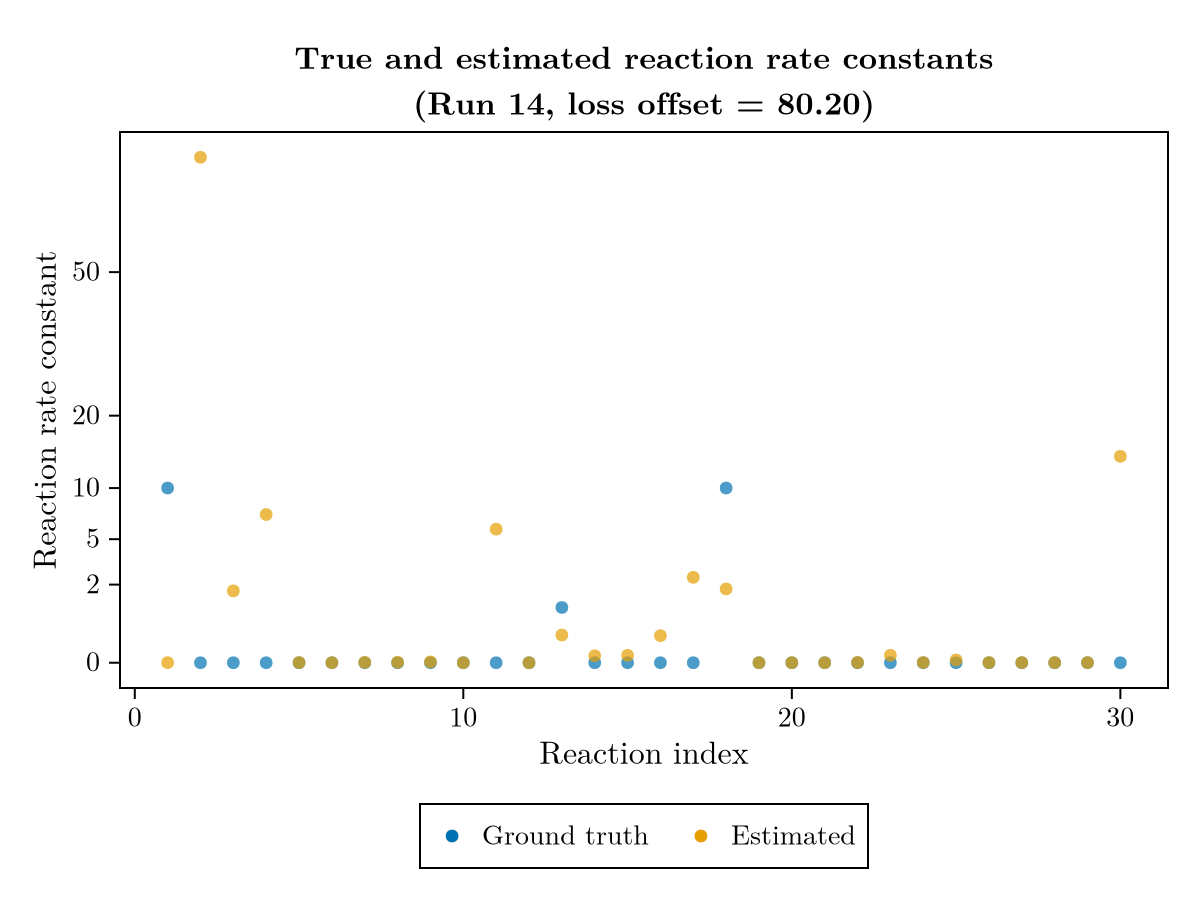 True and estimated reaction rate constants
(Run 14, loss offset = 80.20)
Reaction rate constant
50
20
10
5
2
0
0
10
20
30
Reaction index
Ground truth
Estimated